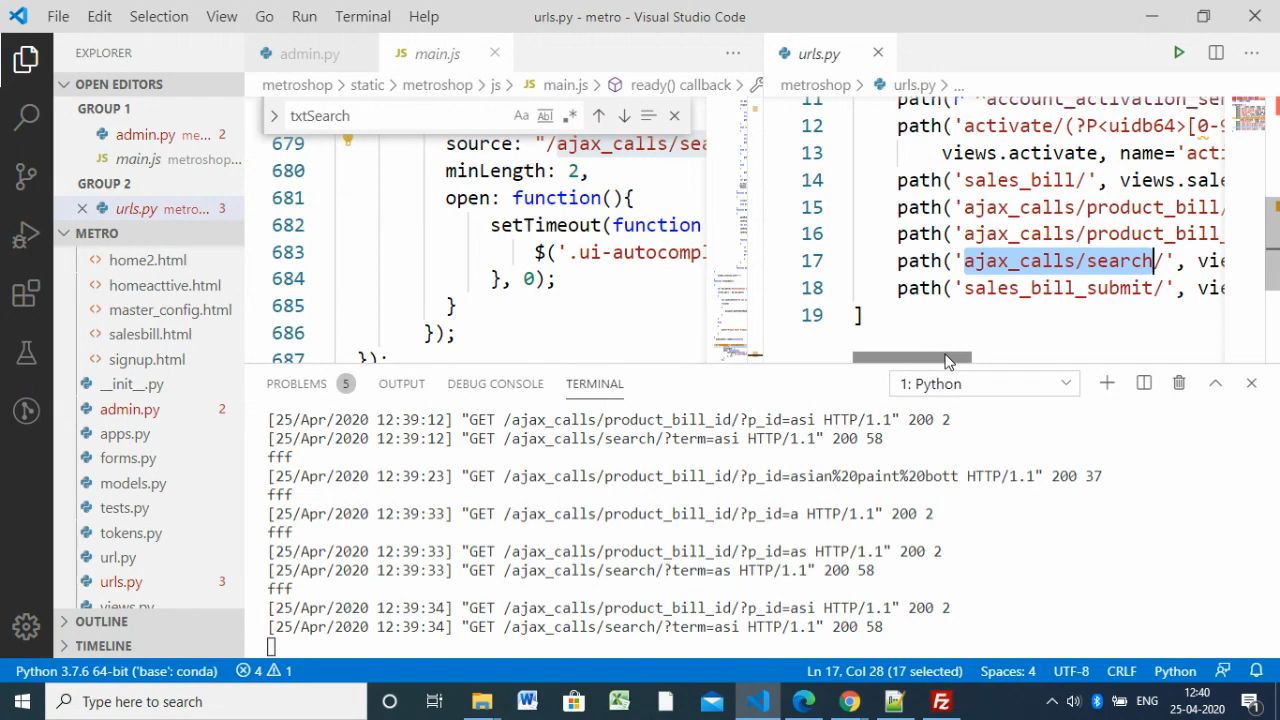 File Edit Selection View Go Run Terminal Help urls.py - metro - Visual Studio Code
EXPLORER
OPEN EDITORS
GROUP 1
admin.py me... 2
main.js metroshop...
GROUP 2
urls.py metro... 3
METRO
home2.html
homeacttive.html
master_config.html
salesbill.html
signup.html
__init__.py
admin.py 2
apps.py
forms.py
models.py
tests.py
tokens.py
url.py
urls.py 3
views.py
OUTLINE
TIMELINE
admin.py JS main.js
metroshop > static > metroshop > js > JS main.js > ready() callback
txtSearch Aa Abl
679 source: "/ajax_calls/sea
680 minLength: 2,
681 open: function(){
682 setTimeout(function
683 $('.ui-autocompl
684 }, 0);
685 }
686 });
687 });
urls.py
metroshop > urls.py > ...
11 path(r'^account_activation_se
12 path('activate/(?P<uidb64>[0-9
13 views.activate, name='acti
14 path('sales_bill/', views.sale
15 path('ajax_calls/product_bill/
16 path('ajax_calls/product_bill_
17 path('ajax_calls/search/', vie
18 path('sales_bill_submit/', vie
19 ]
PROBLEMS 5 OUTPUT DEBUG CONSOLE TERMINAL 1: Python
[25/Apr/2020 12:39:12] "GET /ajax_calls/product_bill_id/?p_id=asi HTTP/1.1" 200 2
[25/Apr/2020 12:39:12] "GET /ajax_calls/search/?term=asi HTTP/1.1" 200 58
fff
[25/Apr/2020 12:39:23] "GET /ajax_calls/product_bill_id/?p_id=asian%20paint%20bott HTTP/1.1" 200 37
fff
[25/Apr/2020 12:39:33] "GET /ajax_calls/product_bill_id/?p_id=a HTTP/1.1" 200 2
fff
[25/Apr/2020 12:39:33] "GET /ajax_calls/product_bill_id/?p_id=as HTTP/1.1" 200 2
[25/Apr/2020 12:39:33] "GET /ajax_calls/search/?term=as HTTP/1.1" 200 58
fff
[25/Apr/2020 12:39:34] "GET /ajax_calls/product_bill_id/?p_id=asi HTTP/1.1" 200 2
[25/Apr/2020 12:39:34] "GET /ajax_calls/search/?term=asi HTTP/1.1" 200 58
Python 3.7.6 64-bit ('base': conda) 4 1 Ln 17, Col 28 (17 selected) Spaces: 4 UTF-8 CRLF Python
Type here to search ENG 12:40
25-04-2020 1